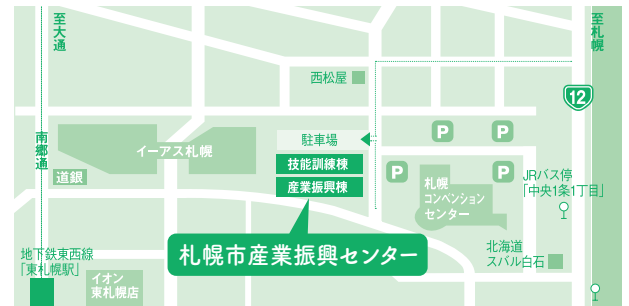 至大通
至札幌
西松屋
12
南郷通
イーアス札幌
駐車場
P
P
技能訓練棟
道銀
産業振興棟
P
P
札幌
コンベンション
センター
JRバス停
「中央1条1丁目」
札幌市産業振興センター
地下鉄東西線
「東札幌駅」
イオン
東札幌店
北海道
スバル白石